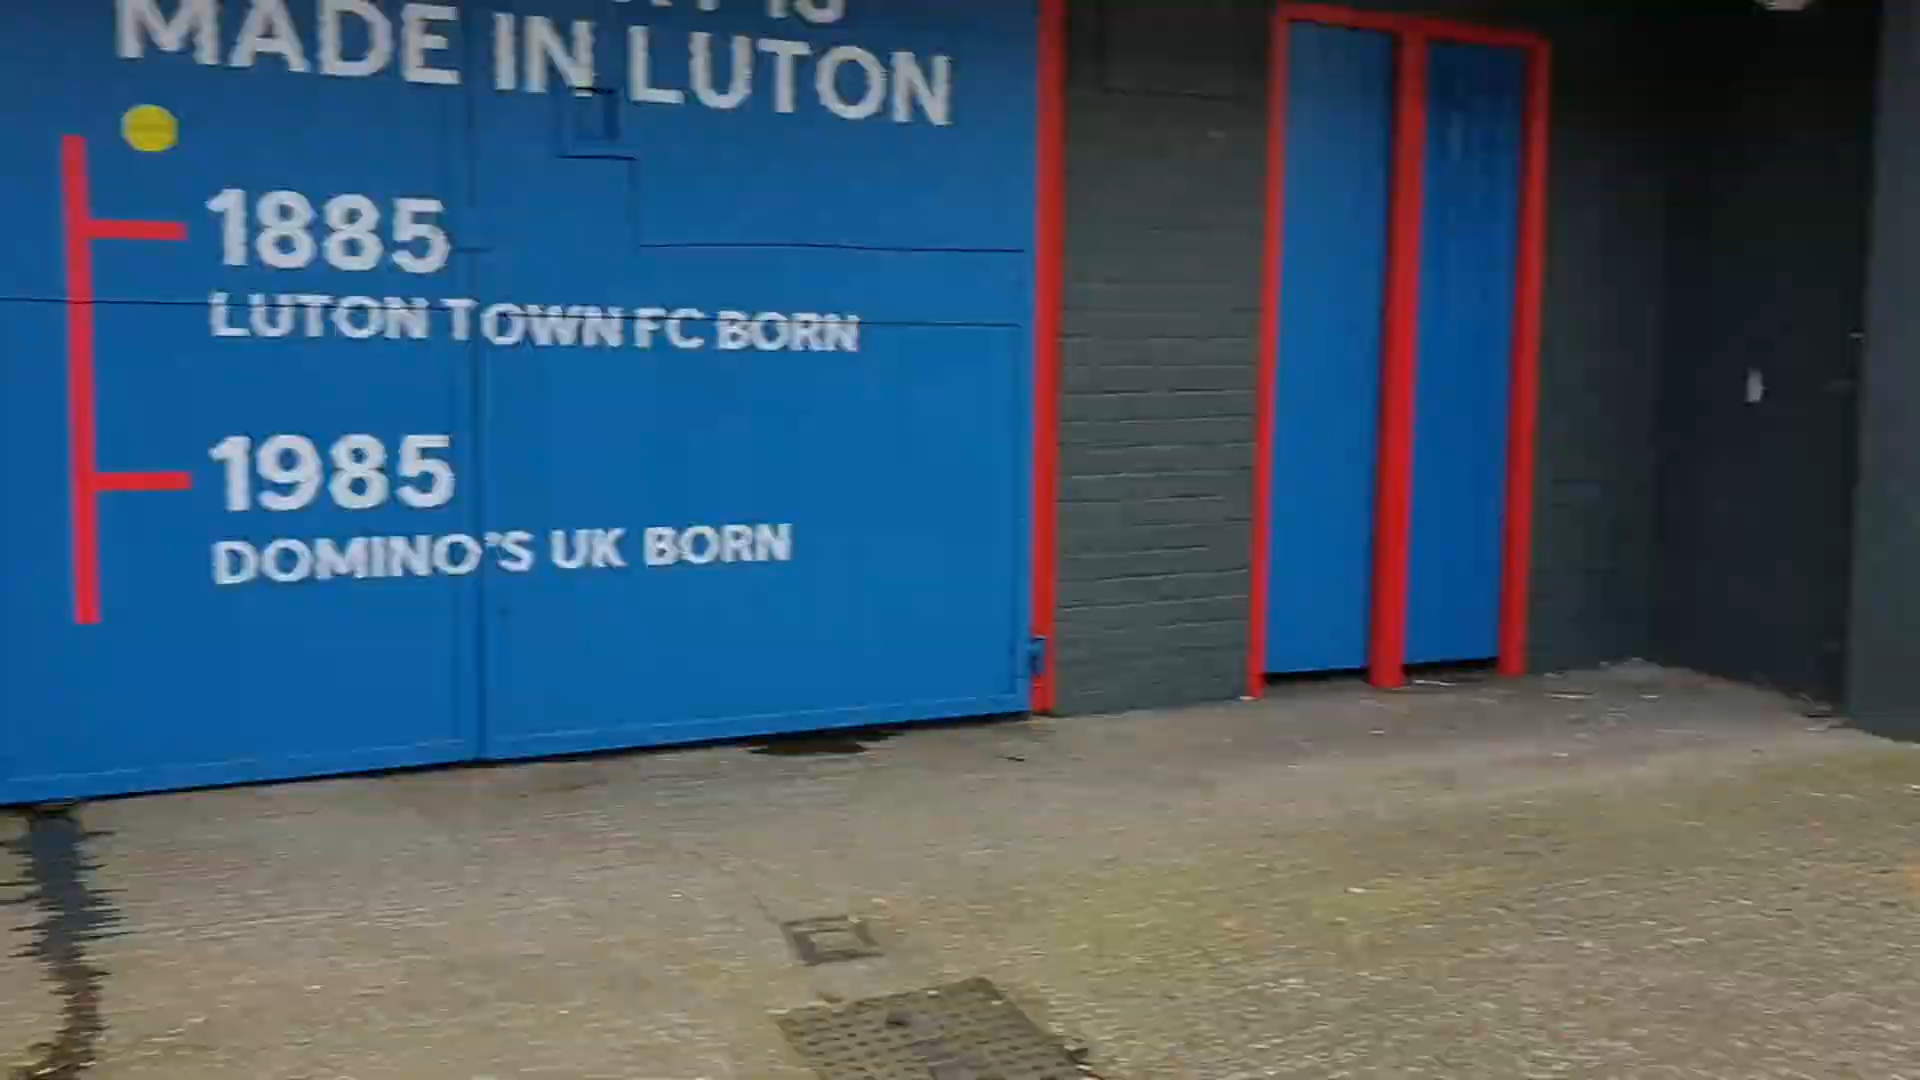 MADE IN LUTON
1885
LUTON TOWN FC BORN
1985
DOMINO'S UK BORN